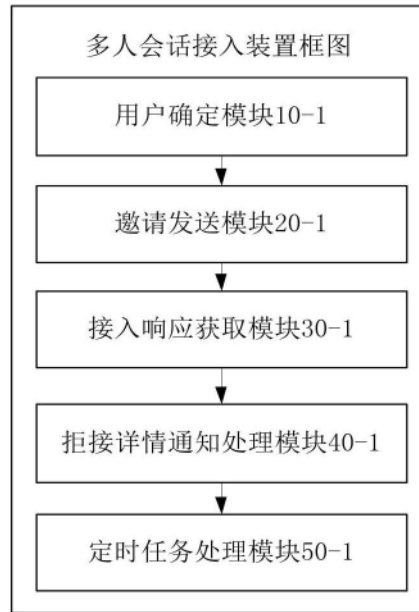 多人会话接入装置框图
用户确定模块10-1
邀请发送模块20-1
接入响应获取模块30-1
拒接详情通知处理模块40-1
定时任务处理模块50-1